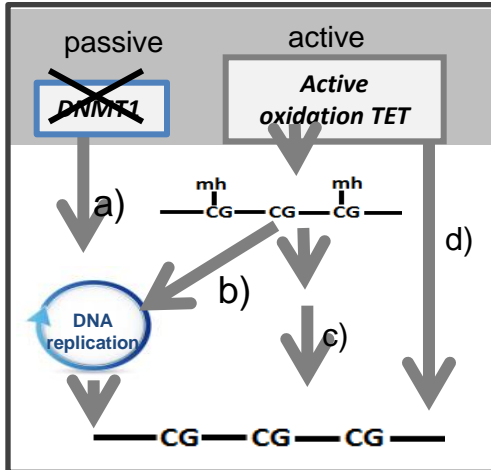 passive
active
DNMT1
Active
oxidation TET
a)
mh mh
CG CG CG
d)
b)
DNA
replication
c)
CG CG CG